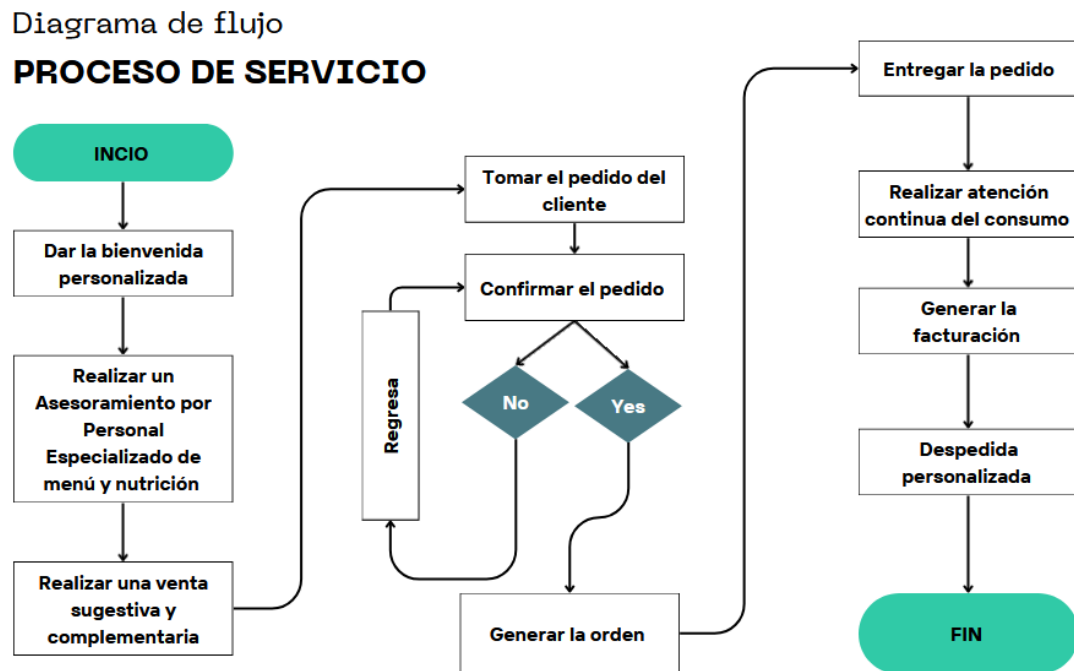 Diagrama de flujo
PROCESO DE SERVICIO
INCIO
Dar la bienvenida
personalizada
Realizar un
Asesoramiento por
Personal
Especializado de
menú y nutrición
Realizar una venta
sugestiva y
complementaria
Tomar el pedido del
cliente
Confirmar el pedido
No
Yes
Regresa
Generar la orden
Entregar la pedido
Realizar atención
continua del consumo
Generar la
facturación
Despedida
personalizada
FIN